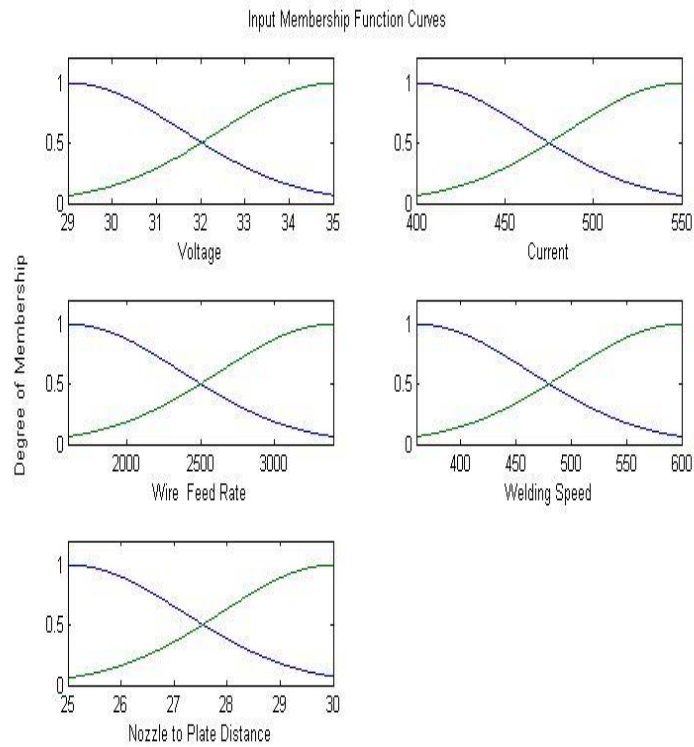 Input Membership Function Curves
1
0.5
0
29 30 31 32 33 34 35
Voltage
1
0.5
0
400 450 500 550
Current
Degree of Membership
1
0.5
0
2000 2500 3000
Wire Feed Rate
1
0.5
0
400 450 500 550 600
Welding Speed
1
0.5
0
25 26 27 28 29 30
Nozzle to Plate Distance